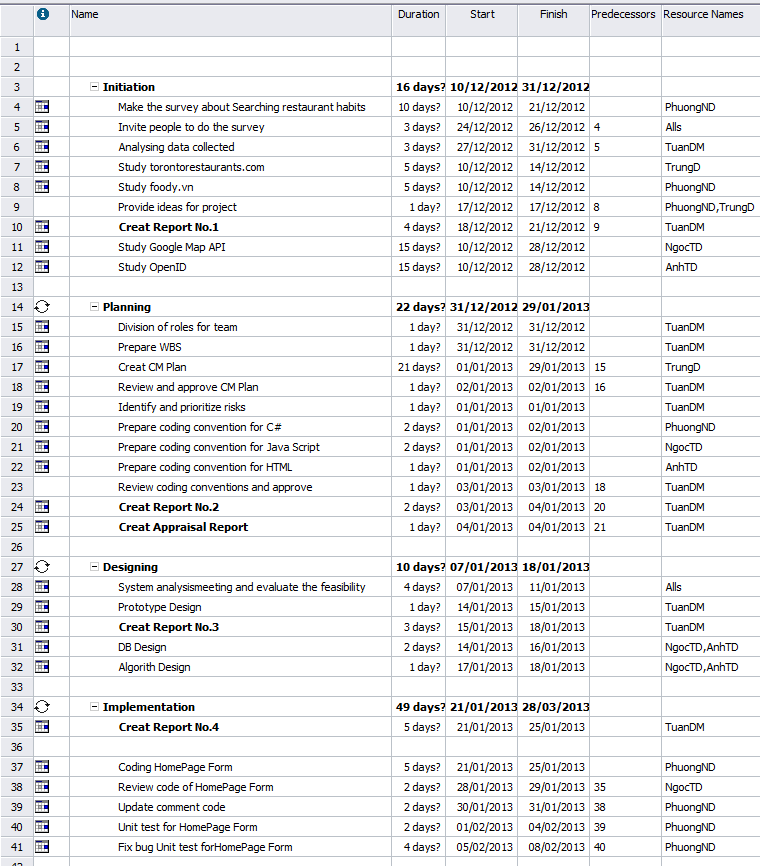 Name Duration Start Finish Predecessors Resource Names
1
2
3 Initiation 16 days? 10/12/2012 31/12/2012
4 Make the survey about Searching restaurant habits 10 days? 10/12/2012 21/12/2012 PhuongND
5 Invite people to do the survey 3 days? 24/12/2012 26/12/2012 4 Alls
6 Analysing data collected 3 days? 27/12/2012 31/12/2012 5 TuanDM
7 Study torontorestaurants.com 5 days? 10/12/2012 14/12/2012 TrungD
8 Study foody.vn 5 days? 10/12/2012 14/12/2012 PhuongND
9 Provide ideas for project 1 day? 17/12/2012 17/12/2012 8 PhuongND,TrungD
10 Creat Report No.1 4 days? 18/12/2012 21/12/2012 9 TuanDM
11 Study Google Map API 15 days? 10/12/2012 28/12/2012 NgocTD
12 Study OpenID 15 days? 10/12/2012 28/12/2012 AnhTD
13
14 Planning 22 days? 31/12/2012 29/01/2013
15 Division of roles for team 1 day? 31/12/2012 31/12/2012 TuanDM
16 Prepare WBS 1 day? 31/12/2012 31/12/2012 TuanDM
17 Creat CM Plan 21 days? 01/01/2013 29/01/2013 15 TrungD
18 Review and approve CM Plan 1 day? 02/01/2013 02/01/2013 16 TuanDM
19 Identify and prioritize risks 1 day? 01/01/2013 01/01/2013 TuanDM
20 Prepare coding convention for C# 2 days? 01/01/2013 02/01/2013 PhuongND
21 Prepare coding convention for Java Script 2 days? 01/01/2013 02/01/2013 NgocTD
22 Prepare coding convention for HTML 1 day? 01/01/2013 02/01/2013 AnhTD
23 Review coding conventions and approve 1 day? 03/01/2013 03/01/2013 18 TuanDM
24 Creat Report No.2 2 days? 03/01/2013 04/01/2013 20 TuanDM
25 Creat Appraisal Report 1 day? 04/01/2013 04/01/2013 21 TuanDM
26
27 Designing 10 days? 07/01/2013 18/01/2013
28 System analysismeeting and evaluate the feasibility 4 days? 07/01/2013 11/01/2013 Alls
29 Prototype Design 1 day? 14/01/2013 15/01/2013 TuanDM
30 Creat Report No.3 3 days? 15/01/2013 18/01/2013 TuanDM
31 DB Design 2 days? 14/01/2013 16/01/2013 NgocTD,AnhTD
32 Algorith Design 1 day? 17/01/2013 18/01/2013 NgocTD,AnhTD
33
34 Implementation 49 days? 21/01/2013 28/03/2013
35 Creat Report No.4 5 days? 21/01/2013 25/01/2013 TuanDM
36
37 Coding HomePage Form 5 days? 21/01/2013 25/01/2013 PhuongND
38 Review code of HomePage Form 2 days? 28/01/2013 29/01/2013 35 NgocTD
39 Update comment code 2 days? 30/01/2013 31/01/2013 38 PhuongND
40 Unit test for HomePage Form 2 days? 01/02/2013 04/02/2013 39 PhuongND
41 Fix bug Unit test forHomePage Form 4 days? 05/02/2013 08/02/2013 40 PhuongND